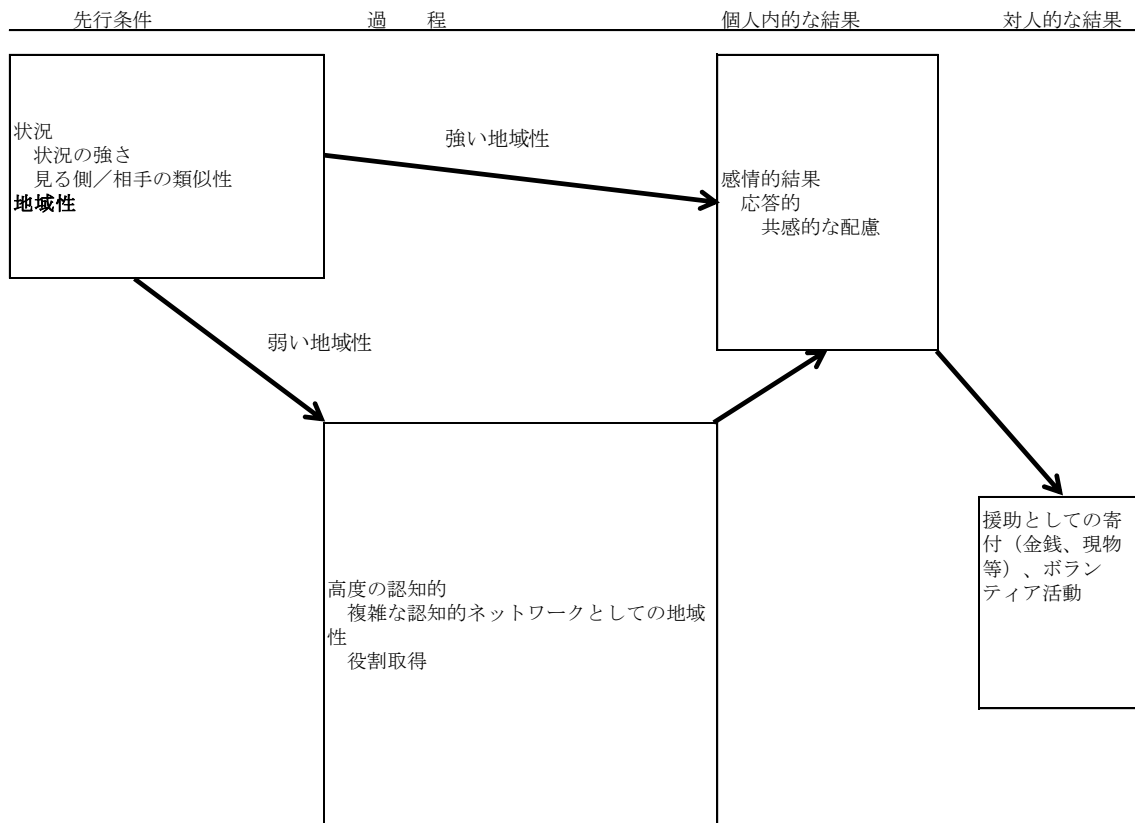 先行条件　過　程　個人内的な結果　対人的な結果
状況
　状況の強さ
　見る側／相手の類似性
地域性
強い地域性
感情的結果
　応答的
　　共感的な配慮
弱い地域性
高度の認知的
　複雑な認知的ネットワークとしての地域
性
　役割取得
援助としての寄
付（金銭、現物
等）、ボラン
ティア活動